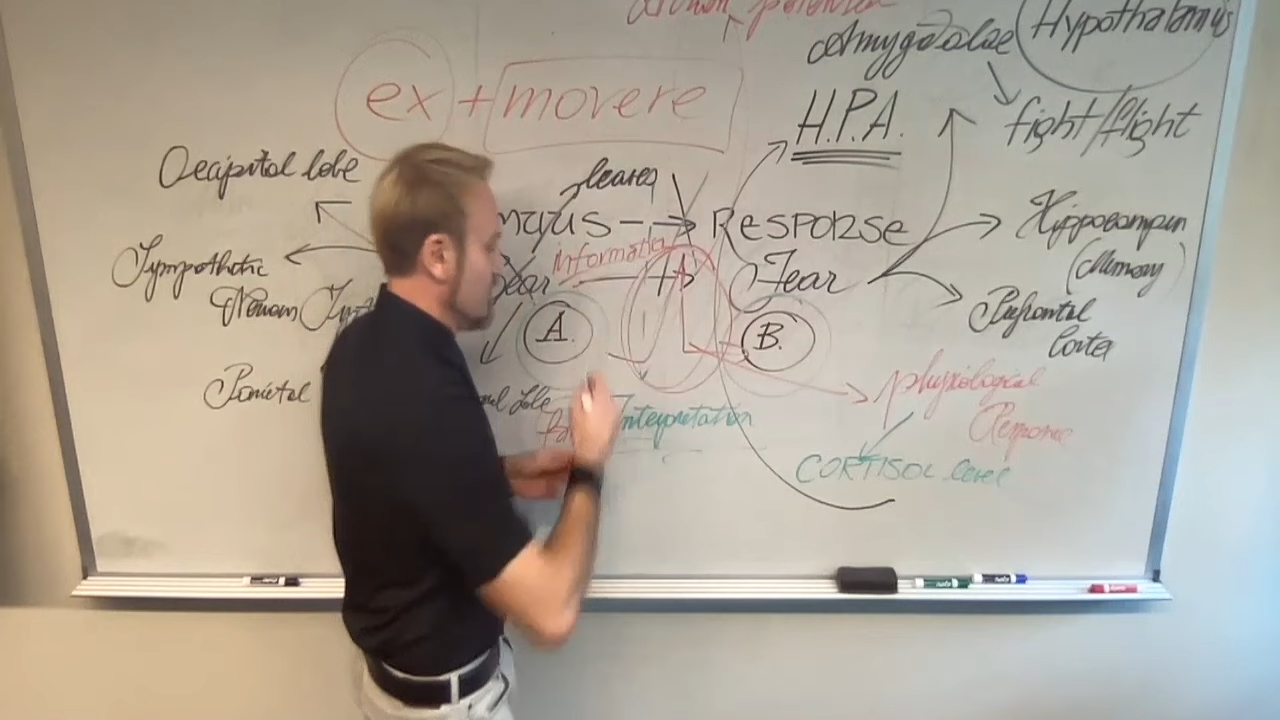 Amygdalae Hypothalamus
ex + movere
H.P.A.
fight/flight
Occipital lobe
RESPONSE
Hippocampus
(Memory)
Sympathetic
information
Fear
Prefrontal
Cortex
A.
B.
Parietal
physiological
Response
Interpretation
CORTISOL level